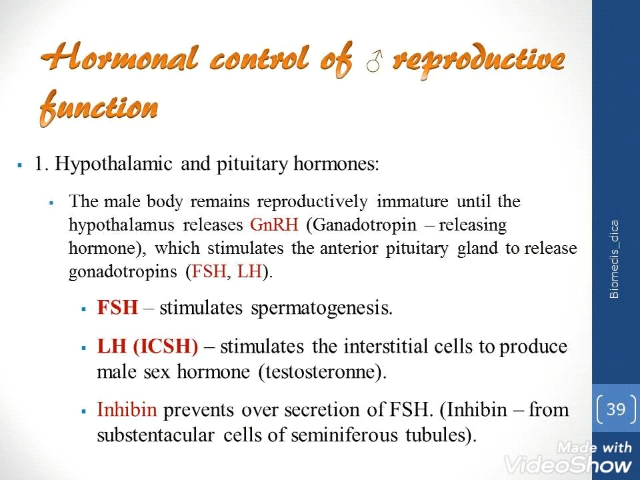 Hormonal control of ♂ reproductive
function
▪ 1. Hypothalamic and pituitary hormones:
▪ The male body remains reproductively immature until the
hypothalamus releases GnRH (Ganadotropin – releasing
hormone), which stimulates the anterior pituitary gland to release
gonadotropins (FSH, LH).
▪ FSH – stimulates spermatogenesis.
▪ LH (ICSH) – stimulates the interstitial cells to produce
male sex hormone (testosteronne).
▪ Inhibin prevents over secretion of FSH. (Inhibin – from
substentacular cells of seminiferous tubules).
Biomedis_dica
39
Made with
VideoShow